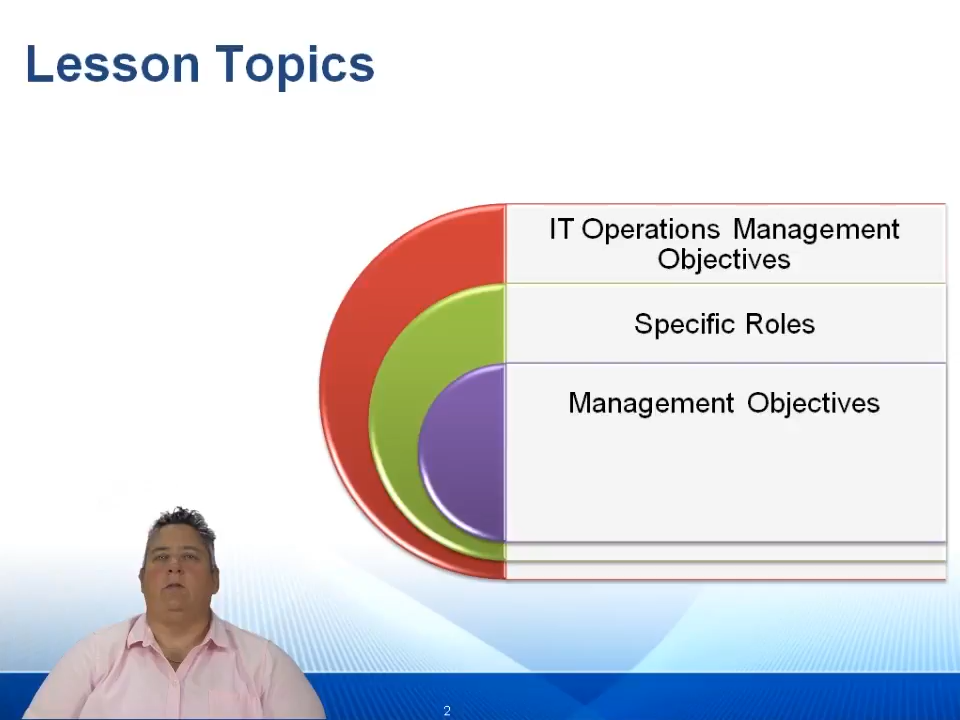 Lesson Topics
IT Operations Management
Objectives
Specific Roles
Management Objectives
2